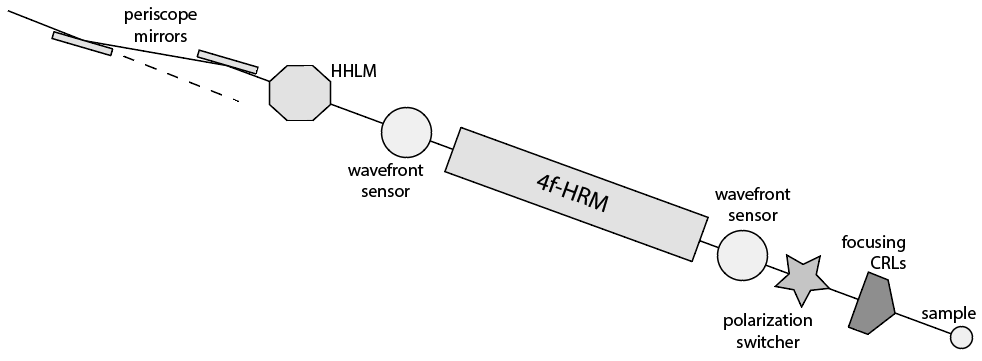 periscope
mirrors
HHLM
wavefront
sensor
4f-HRM
wavefront
sensor
focusing
CRLs
polarization
switcher
sample